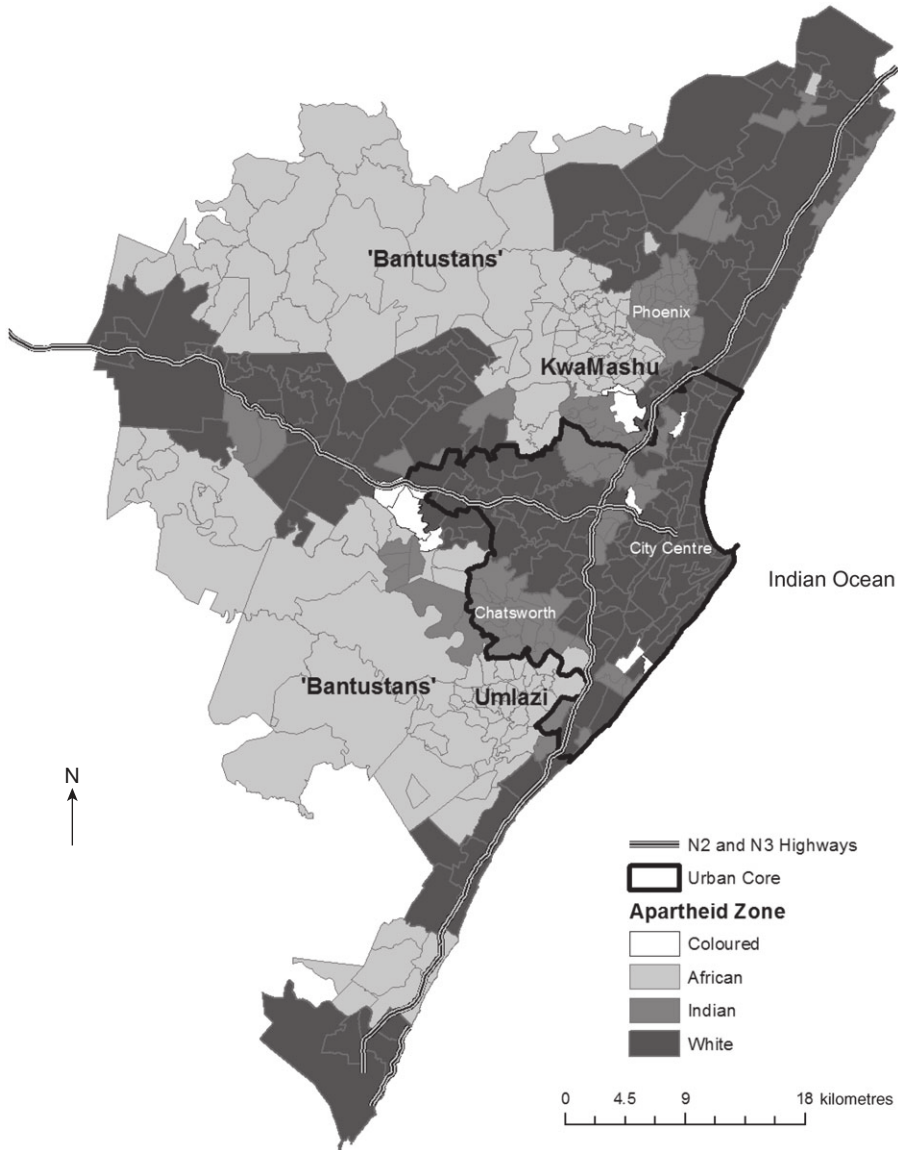 'Bantustans'
Phoenix
KwaMashu
City Centre
Indian Ocean
Chatsworth
'Bantustans'
Umlazi
N
N2 and N3 Highways
Urban Core
Apartheid Zone
Coloured
African
Indian
White
0 4.5 9 18 kilometres